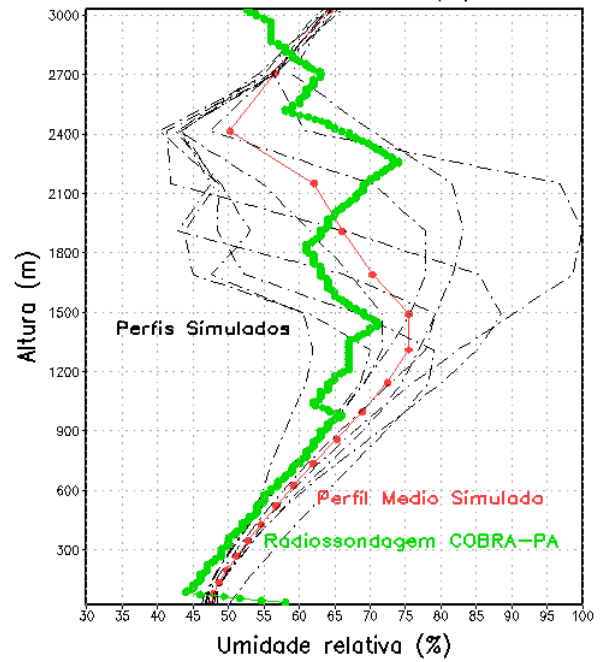 3000
2700
2400
2100
1800
1500
1200
900
600
300
Altura (m)
Perfis Simulados
Perfil Medio Simulado
Radiossondagem COBRA-PA
30 35 40 45 50 55 60 65 70 75 80 85 90 95 100
Umidade relativa (%)